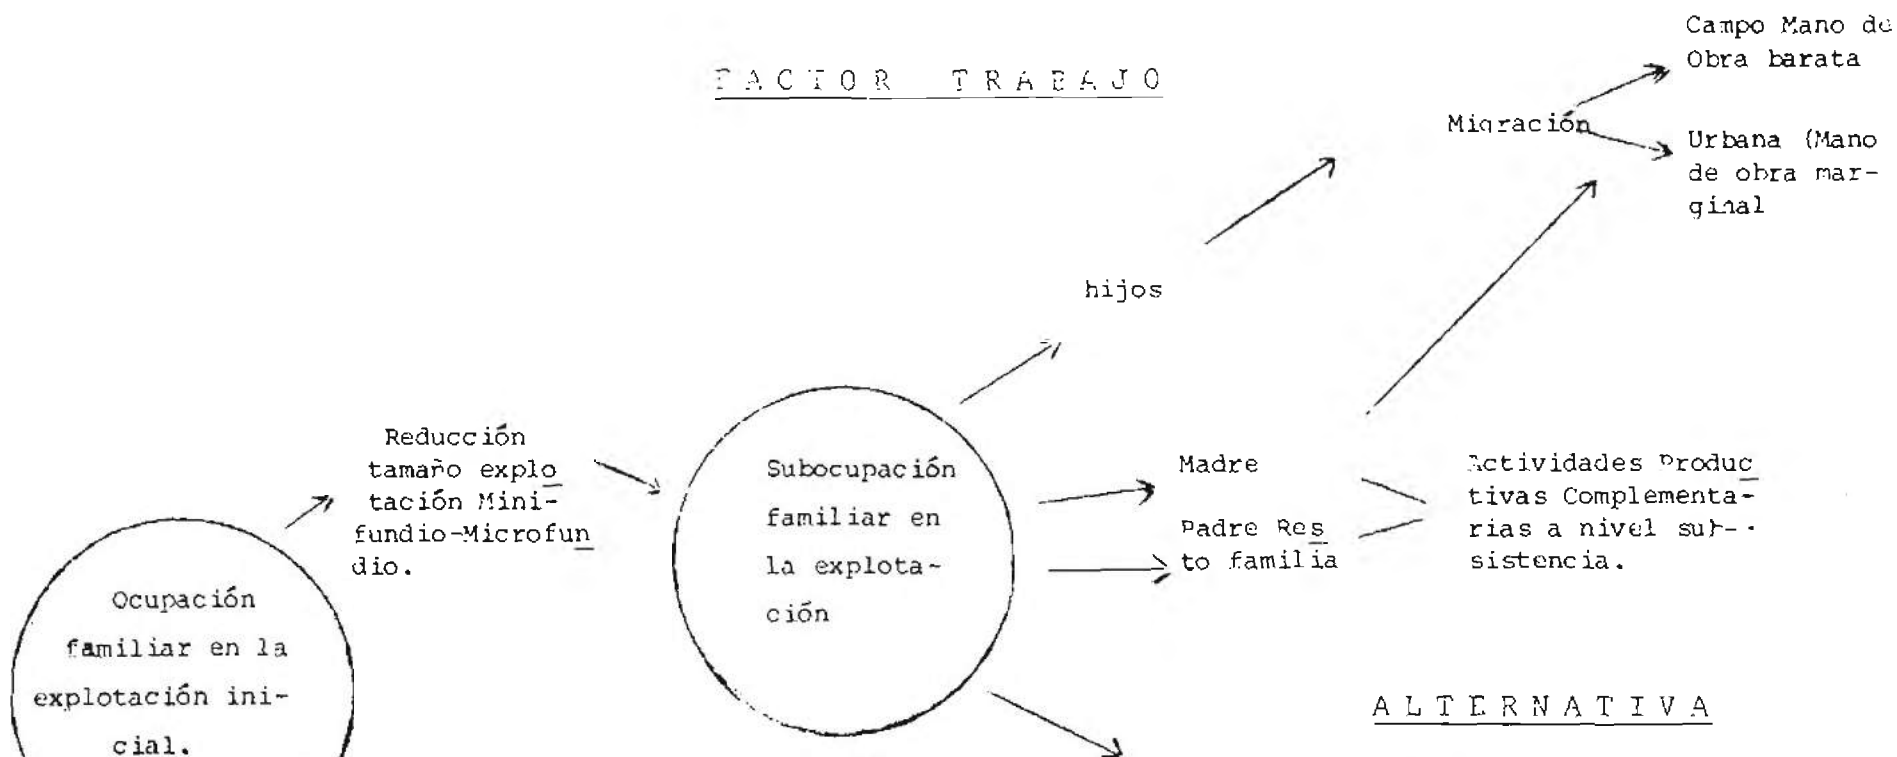 FACTOR TRABAJO
Campo Mano de
Obra barata
Migración
Urbana (Mano
de obra mar-
ginal
hijos
Reducción
tamaño explo
tación Mini-
fundio-Microfun
dio.
Subocupación
familiar en
la explota-
ción
Madre
Padre Res
to familia
Actividades Produc
tivas Complementa-
rias a nivel sub-
sistencia.
Ocupación
familiar en la
explotación ini-
cial.
ALTERNATIVA